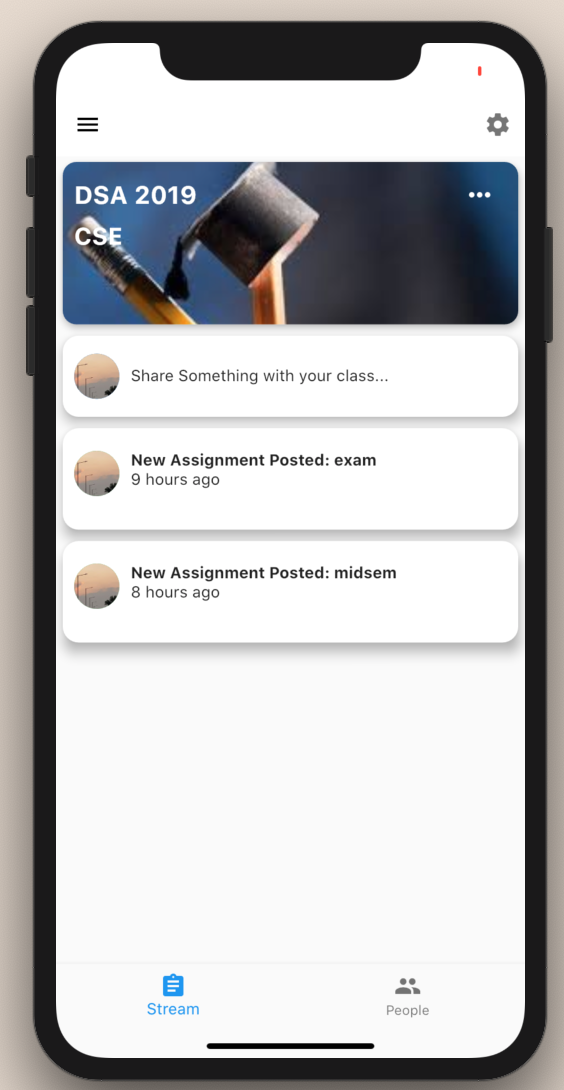 DSA 2019
CSE
Share Something with your class...
New Assignment Posted: exam
9 hours ago
New Assignment Posted: midsem
8 hours ago
Stream
People